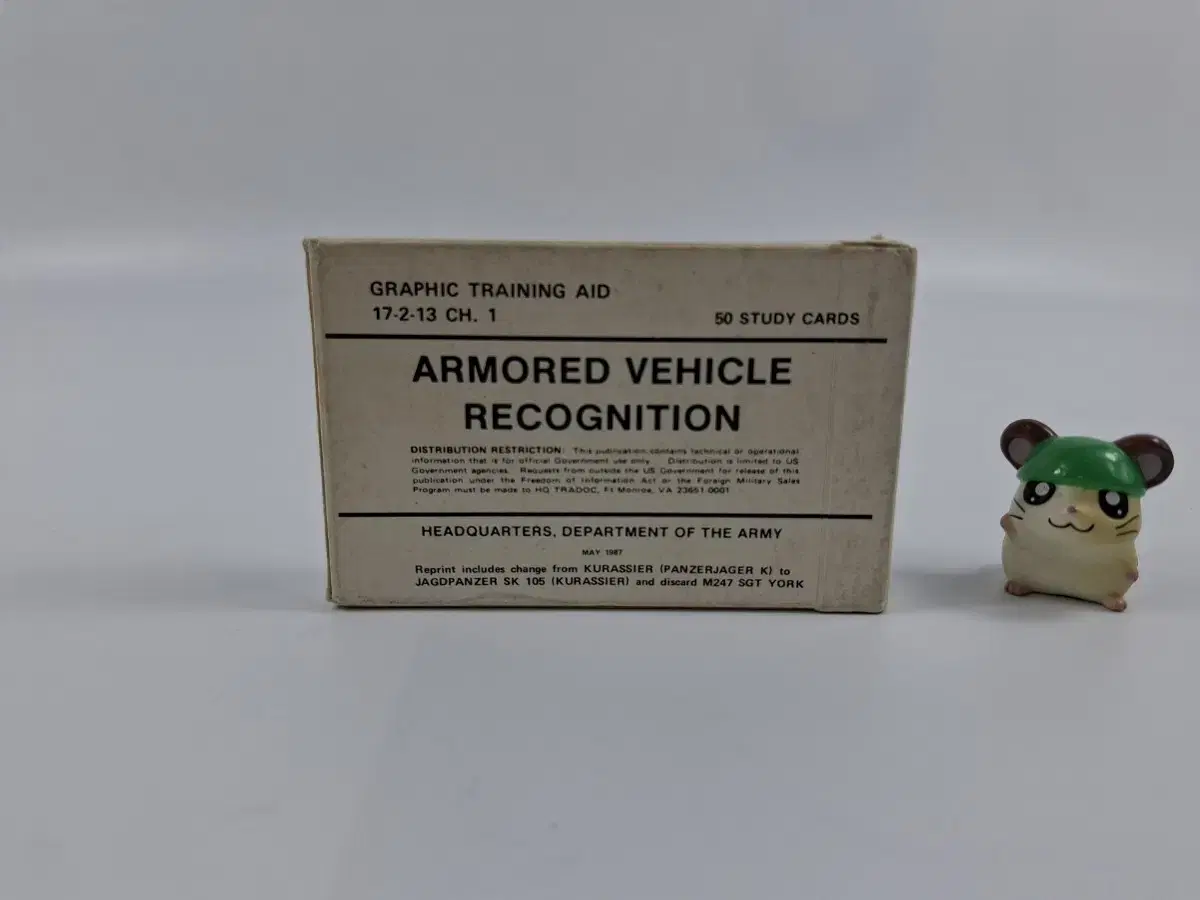 GRAPHIC TRAINING AID
17-2-13 CH. 1
50 STUDY CARDS
ARMORED VEHICLE
RECOGNITION
DISTRIBUTION RESTRICTION: This publication contains technical or operational
information that is for official Government use only. Distribution is limited to US
Government agencies. Requests from outside the US Government for release of this
publication under the Freedom of Information Act or the Foreign Military Sales
Program must be made to HQ TRADOC, Ft Monroe, VA 23651-0001
HEADQUARTERS, DEPARTMENT OF THE ARMY
MAY 1987
Reprint includes change from KURASSIER (PANZERJAGER K) to
JAGDPANZER SK 105 (KURASSIER) and discard M247 SGT YORK